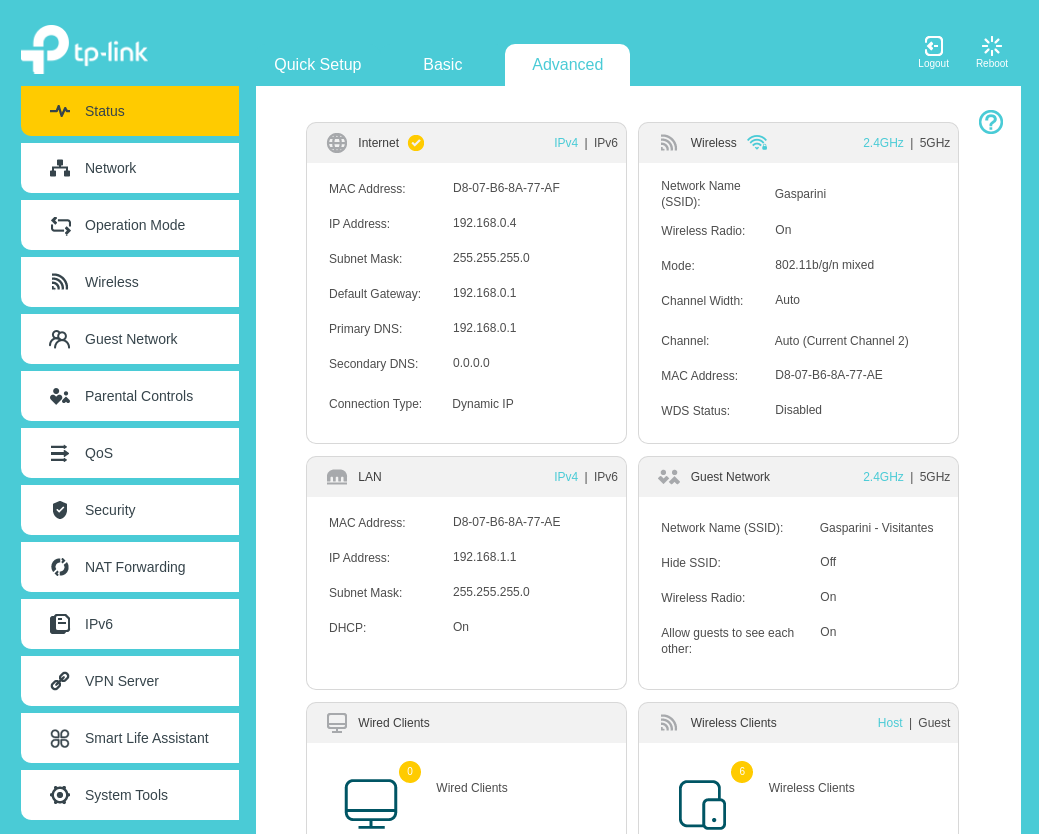 tp-link
Quick Setup
Basic
Advanced
Logout
Reboot
Status
Network
Operation Mode
Wireless
Guest Network
Parental Controls
QoS
Security
NAT Forwarding
IPv6
VPN Server
Smart Life Assistant
System Tools
Internet IPv4 | IPv6
MAC Address: D8-07-B6-8A-77-AF
IP Address: 192.168.0.4
Subnet Mask: 255.255.255.0
Default Gateway: 192.168.0.1
Primary DNS: 192.168.0.1
Secondary DNS: 0.0.0.0
Connection Type: Dynamic IP
Wireless 2.4GHz | 5GHz
Network Name
(SSID): Gasparini
Wireless Radio: On
Mode: 802.11b/g/n mixed
Channel Width: Auto
Channel: Auto (Current Channel 2)
MAC Address: D8-07-B6-8A-77-AE
WDS Status: Disabled
LAN IPv4 | IPv6
MAC Address: D8-07-B6-8A-77-AE
IP Address: 192.168.1.1
Subnet Mask: 255.255.255.0
DHCP: On
Guest Network 2.4GHz | 5GHz
Network Name (SSID): Gasparini - Visitantes
Hide SSID: Off
Wireless Radio: On
Allow guests to see each On
other:
Wired Clients
0
Wired Clients
Wireless Clients Host | Guest
6
Wireless Clients